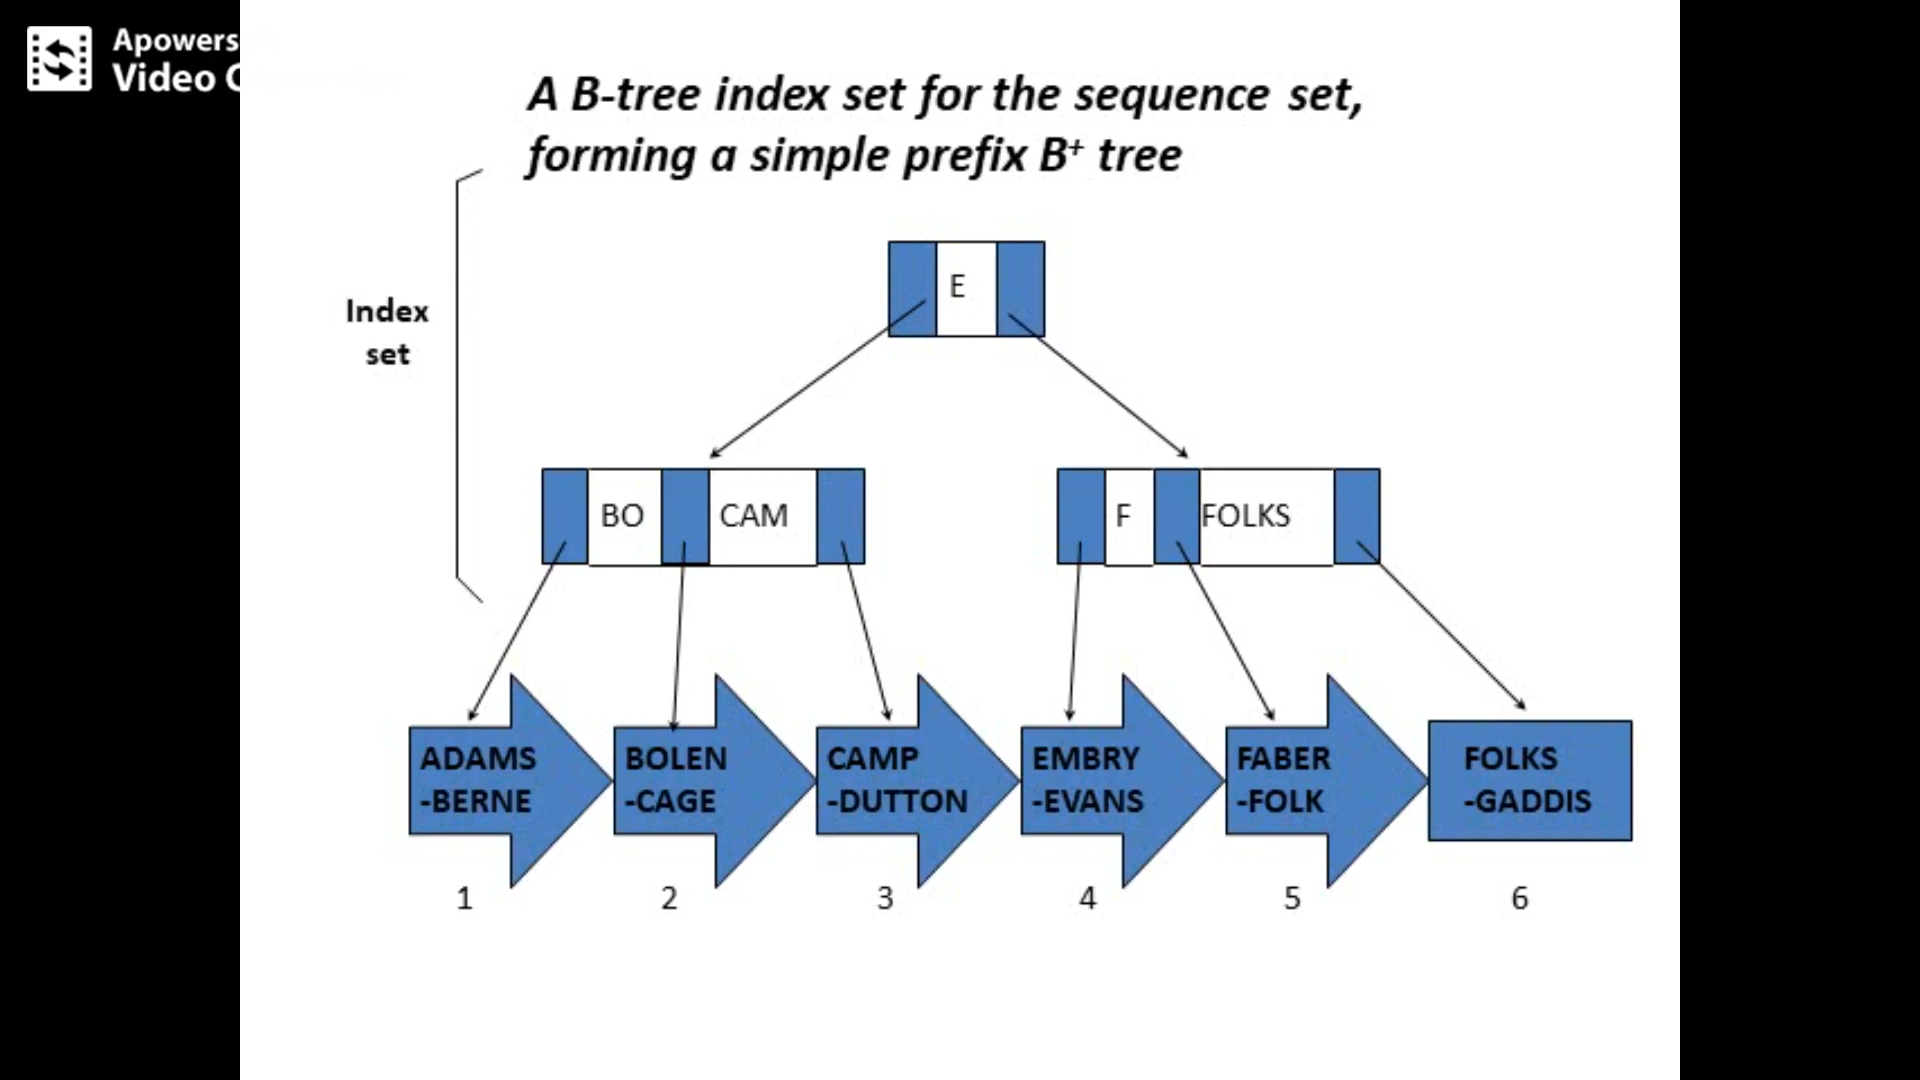 Apowers
Video
A B-tree index set for the sequence set,
forming a simple prefix B+ tree
Index
set
E
BO CAM F FOLKS
ADAMS
-BERNE
BOLEN
-CAGE
CAMP
-DUTTON
EMBRY
-EVANS
FABER
-FOLK
FOLKS
-GADDIS
1 2 3 4 5 6